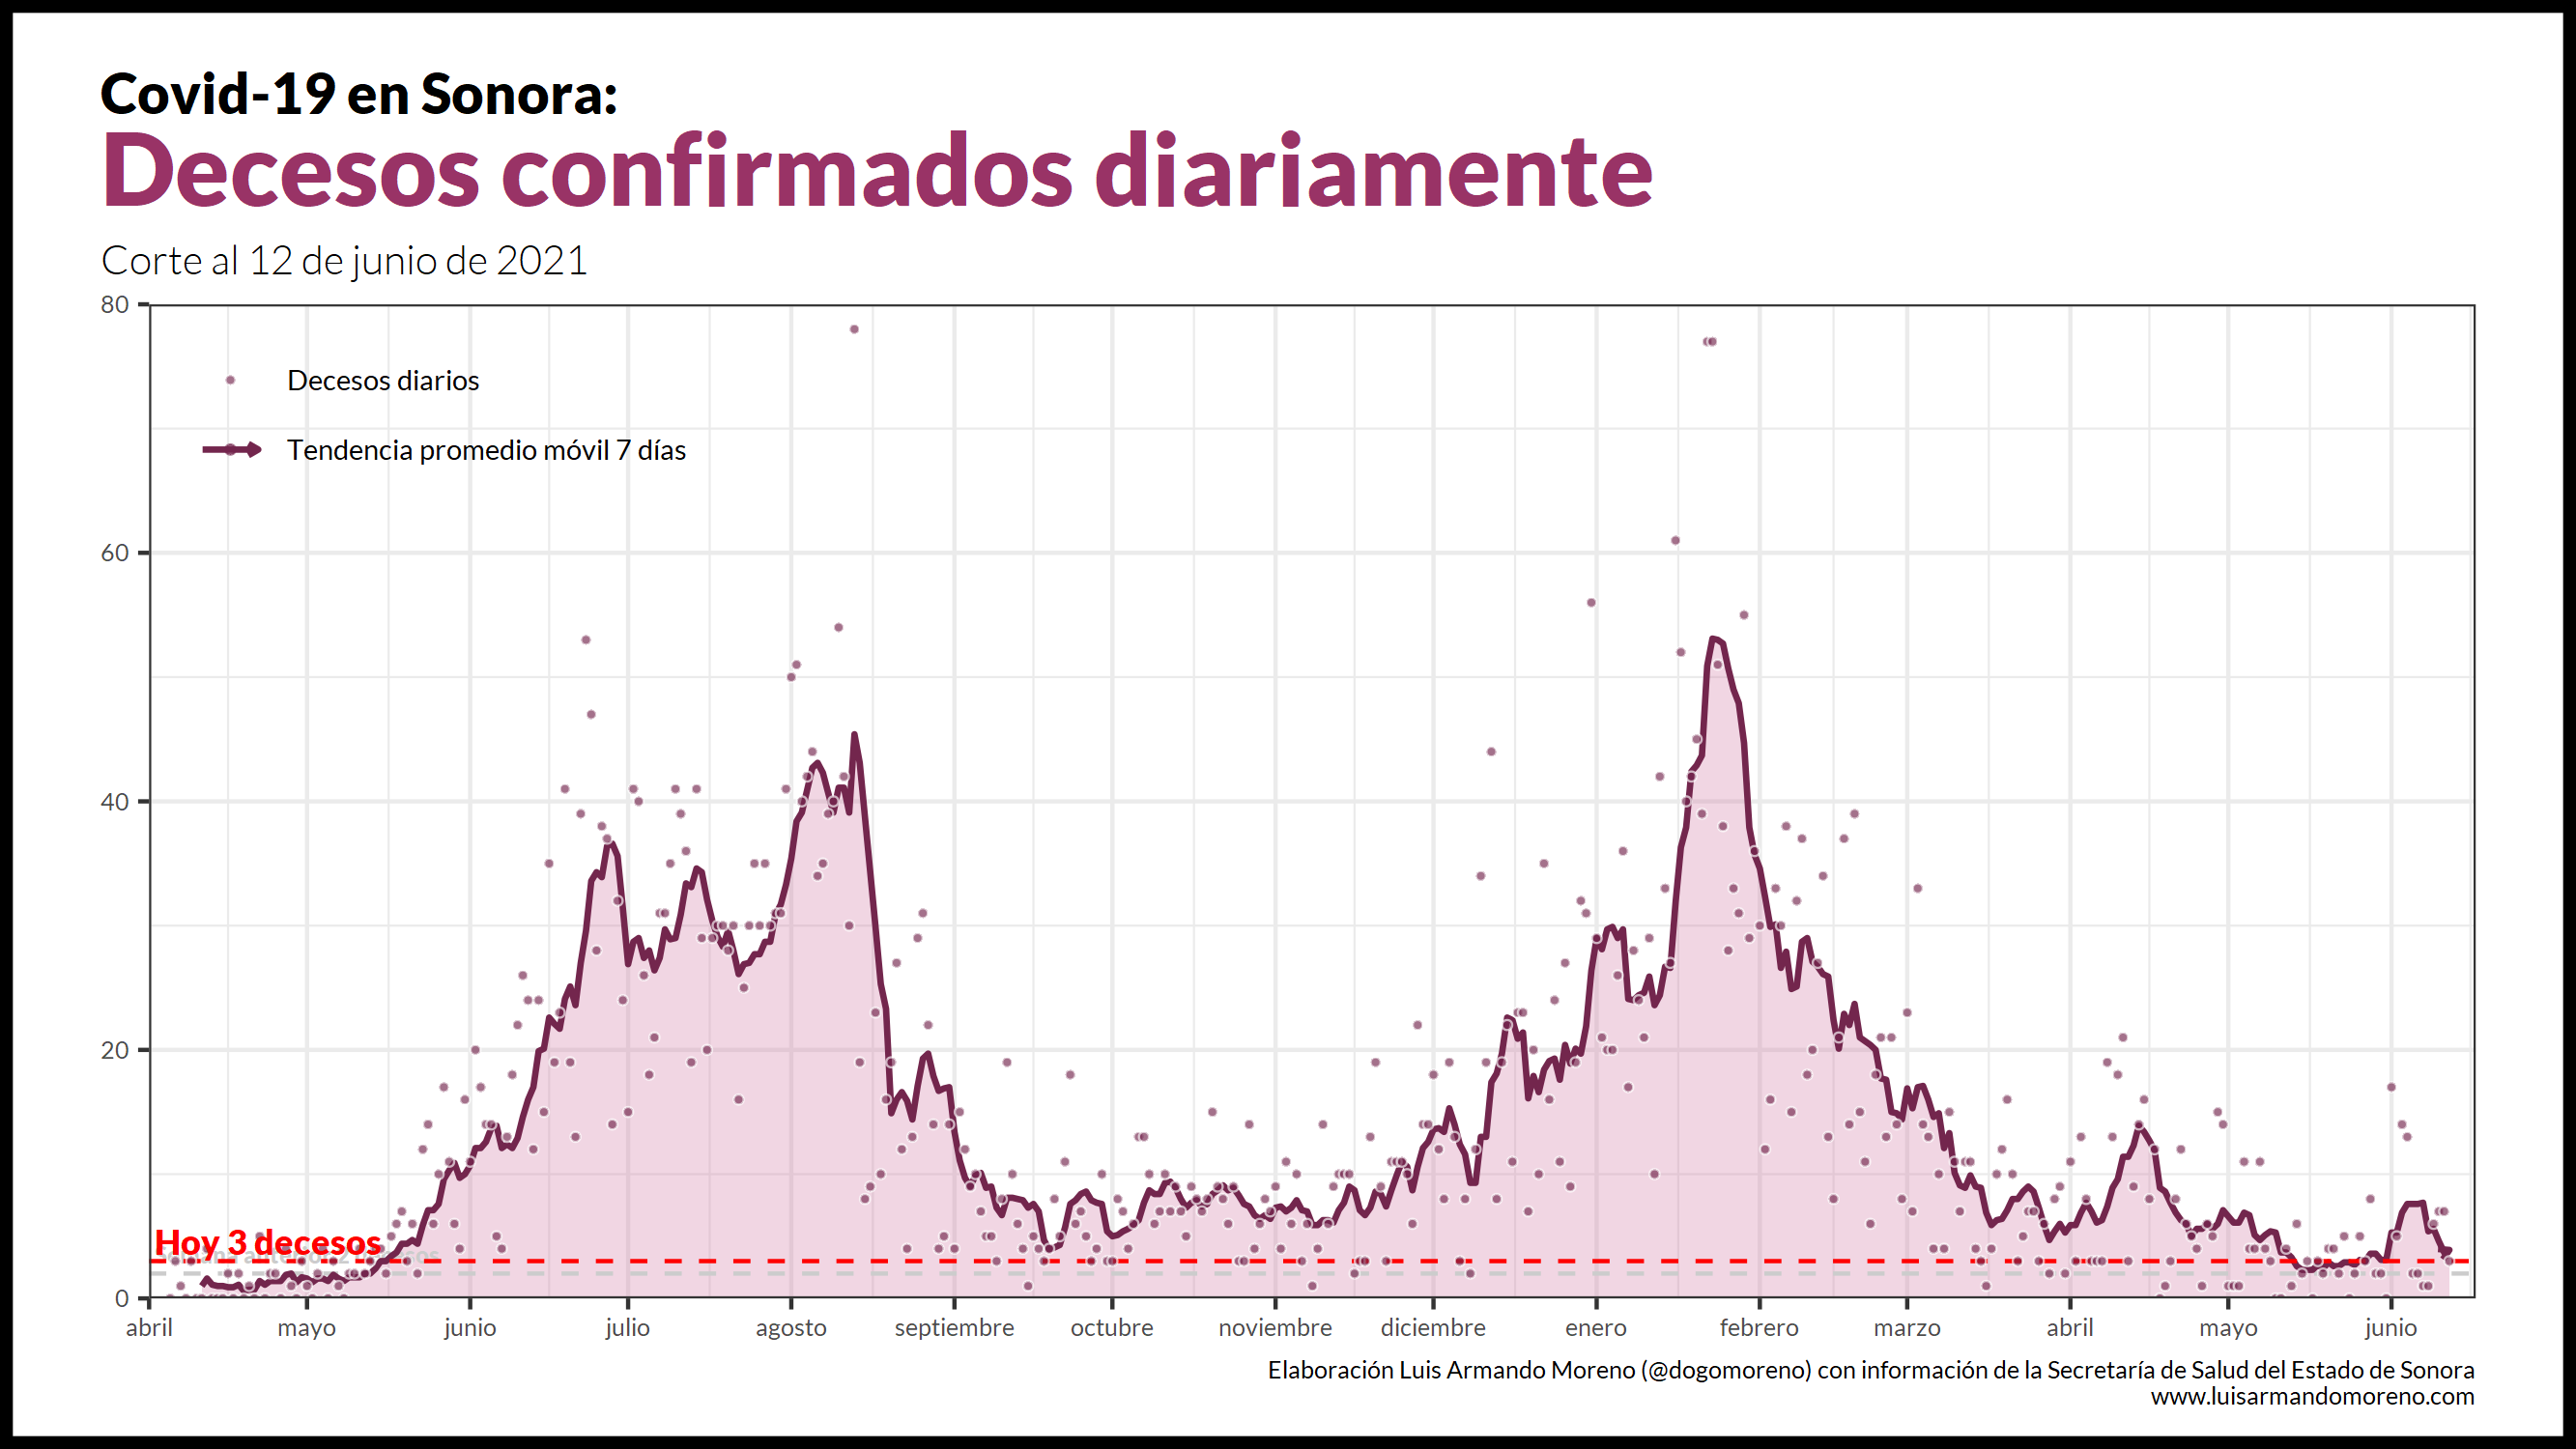 Covid-19 en Sonora:
Decesos confirmados diariamente
Corte al 12 de junio de 2021
80
60
40
20
0
Decesos diarios
Tendencia promedio móvil 7 días
Hoy 3 decesos
abril mayo junio julio agosto septiembre octubre noviembre diciembre enero febrero marzo abril mayo junio
Elaboración Luis Armando Moreno (@dogomoreno) con información de la Secretaría de Salud del Estado de Sonora
www.luisarmandomoreno.com